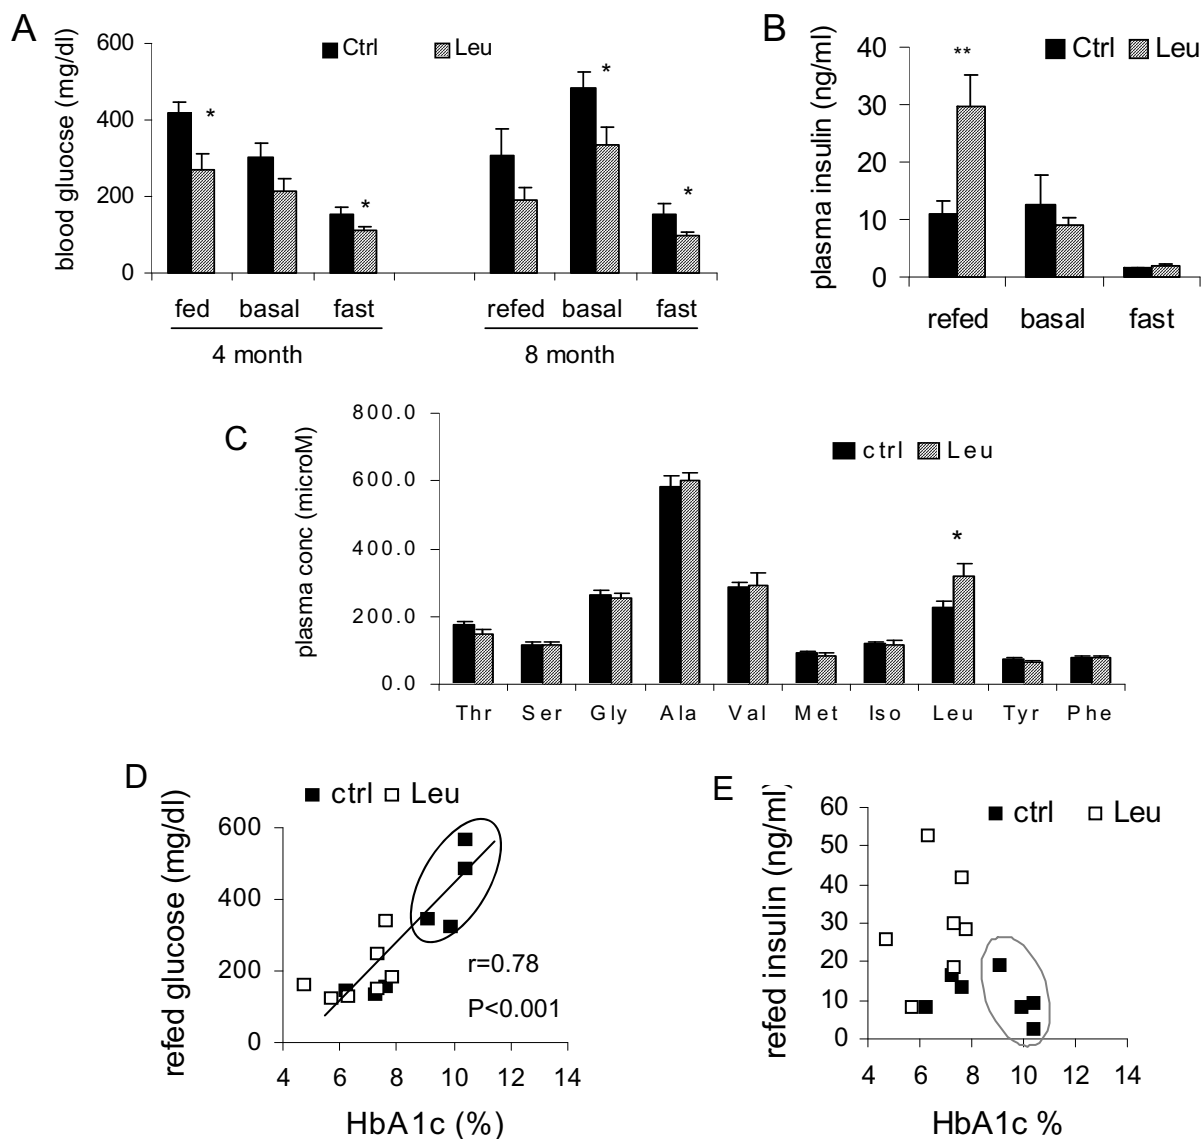 A
blood gluocse (mg/dl)
600
400
200
0
Ctrl Leu
* * * *
fed basal fast refed basal fast
4 month 8 month
B
plasma insulin (ng/ml)
40
30
20
10
0
Ctrl Leu
**
refed basal fast
C
plasma conc (microM)
800.0
600.0
400.0
200.0
0.0
ctrl Leu
*
Thr Ser Gly Ala Val Met Iso Leu Tyr Phe
D
refed glucose (mg/dl)
ctrl Leu
600
400
200
0
r=0.78
P<0.001
4 6 8 10 12 14
HbA1c (%)
E
refed insulin (ng/ml)
60
50
40
30
20
10
0
ctrl Leu
4 6 8 10 12 14
HbA1c %